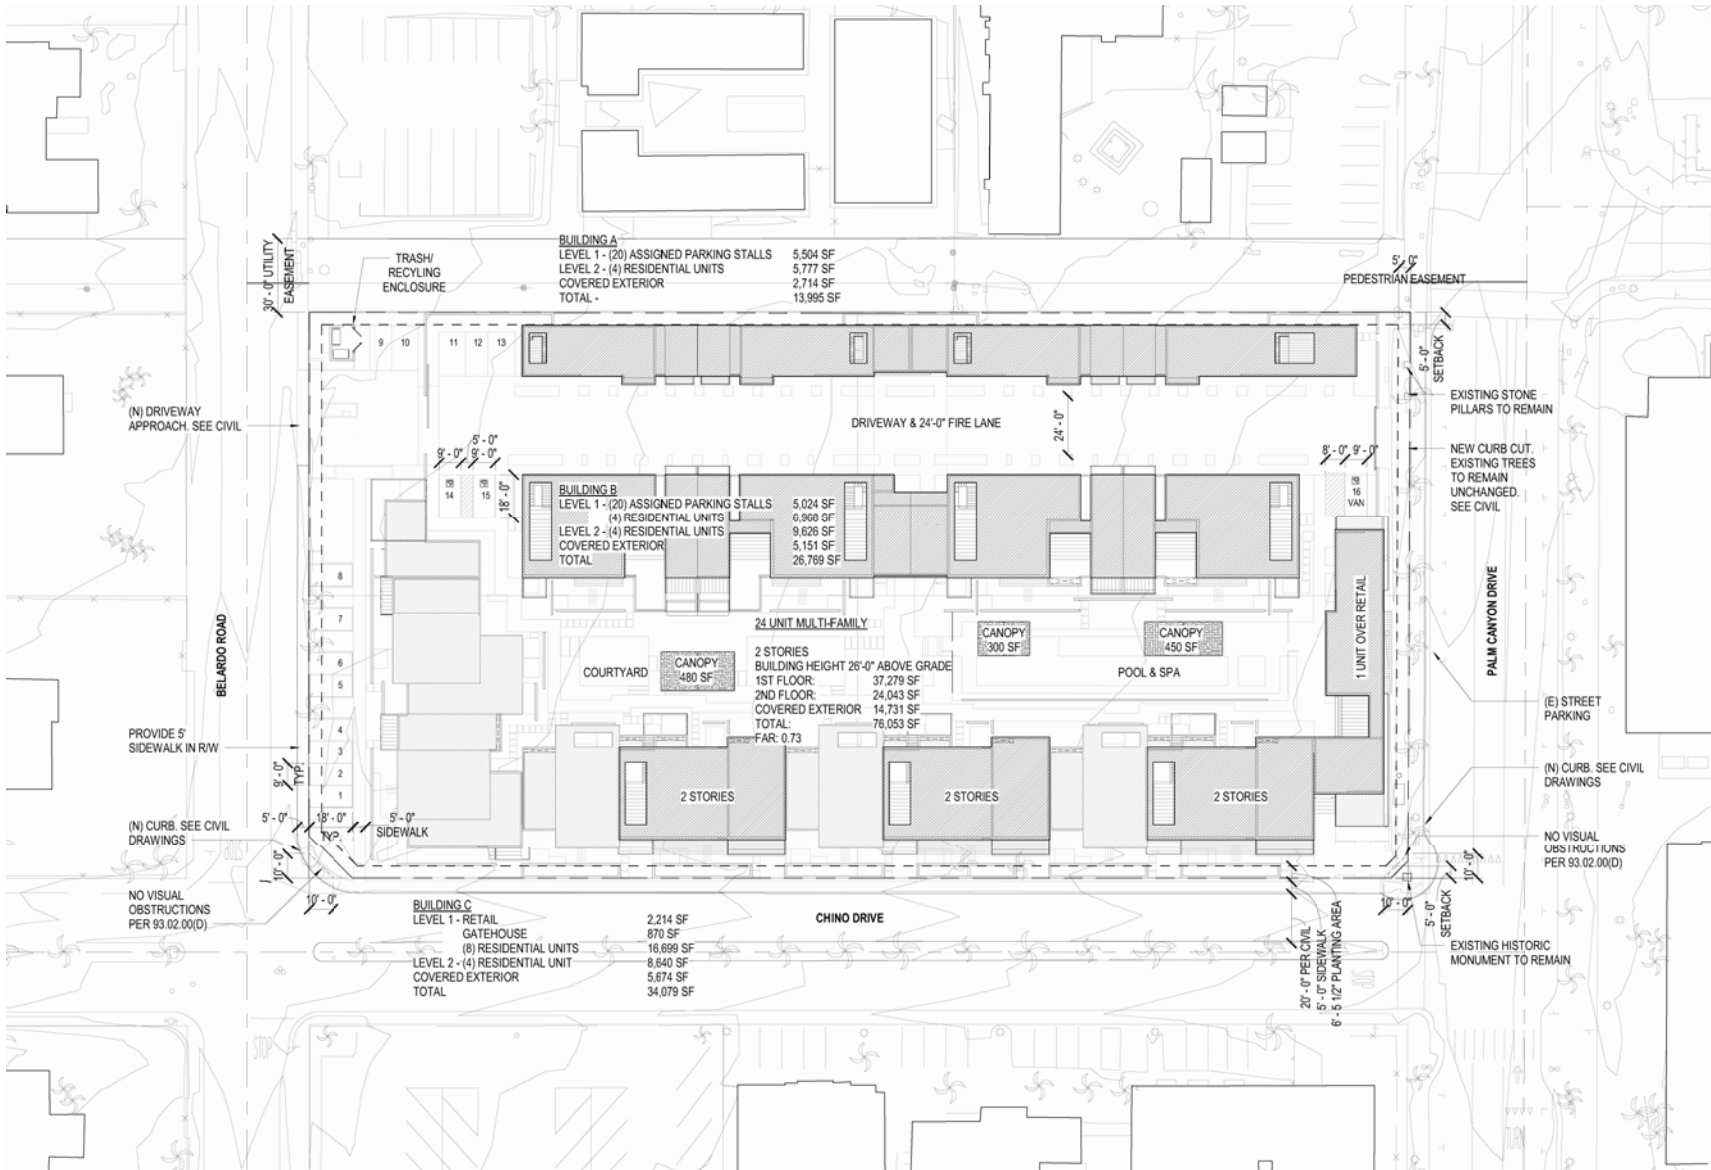 BUILDING A
LEVEL 1 - (20) ASSIGNED PARKING STALLS 5,504 SF
LEVEL 2 - (4) RESIDENTIAL UNITS 5,777 SF
COVERED EXTERIOR 2,714 SF
TOTAL - 13,995 SF
30' - 0" UTILITY
EASEMENT
TRASH/
RECYLING
ENCLOSURE
5' - 0"
PEDESTRIAN EASEMENT
5' - 0"
SETBACK
9
10
11
12
13
(N) DRIVEWAY
APPROACH. SEE CIVIL
DRIVEWAY & 24'-0" FIRE LANE
24' - 0"
EXISTING STONE
PILLARS TO REMAIN
NEW CURB CUT.
EXISTING TREES
TO REMAIN
UNCHANGED.
SEE CIVIL
5' - 0"
9' - 0"
9' - 0"
14
15
18' - 0"
8' - 0"
9' - 0"
16
VAN
BUILDING B
LEVEL 1 - (20) ASSIGNED PARKING STALLS 5,024 SF
(4) RESIDENTIAL UNITS 6,968 SF
LEVEL 2 - (4) RESIDENTIAL UNITS 9,626 SF
COVERED EXTERIOR 5,151 SF
TOTAL 26,769 SF
8
7
6
5
4
3
2
1
BELARDO ROAD
PALM CANYON DRIVE
1 UNIT OVER RETAIL
24 UNIT MULTI-FAMILY
2 STORIES
BUILDING HEIGHT 26'-0" ABOVE GRADE
1ST FLOOR: 37,279 SF
2ND FLOOR: 24,043 SF
COVERED EXTERIOR 14,731 SF
TOTAL: 76,053 SF
FAR: 0.73
COURTYARD
CANOPY
480 SF
CANOPY
300 SF
CANOPY
450 SF
POOL & SPA
(E) STREET
PARKING
PROVIDE 5'
SIDEWALK IN R/W
9' - 0"
TYP.
2 STORIES
2 STORIES
2 STORIES
(N) CURB. SEE CIVIL
DRAWINGS
5' - 0"
18' - 0"
TYP.
5' - 0"
SIDEWALK
(N) CURB. SEE CIVIL
DRAWINGS
NO VISUAL
OBSTRUCTIONS
PER 93.02.00(D)
10' - 0"
10' - 0"
NO VISUAL
OBSTRUCTIONS
PER 93.02.00(D)
10' - 0"
10' - 0"
5' - 0"
SETBACK
BUILDING C
LEVEL 1 - RETAIL 2,214 SF
GATEHOUSE 870 SF
(8) RESIDENTIAL UNITS 16,699 SF
LEVEL 2 - (4) RESIDENTIAL UNIT 8,640 SF
COVERED EXTERIOR 5,674 SF
TOTAL 34,079 SF
CHINO DRIVE
20' - 0" PER CIVIL
5' - 0" SIDEWALK
6' - 5 1/2" PLANTING AREA
EXISTING HISTORIC
MONUMENT TO REMAIN
STOP